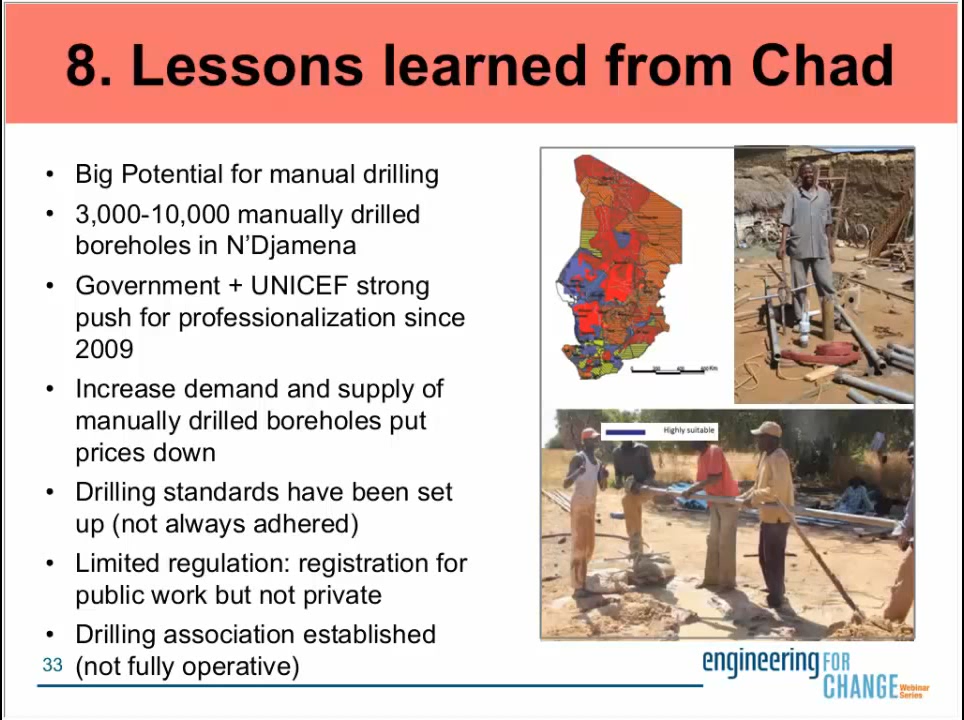 8. Lessons learned from Chad
• Big Potential for manual drilling
• 3,000-10,000 manually drilled
boreholes in N’Djamena
• Government + UNICEF strong
push for professionalization since
2009
• Increase demand and supply of
manually drilled boreholes put
prices down
• Drilling standards have been set
up (not always adhered)
• Limited regulation: registration for
public work but not private
• Drilling association established
(not fully operative)
33
Highly suitable
engineering FOR
CHANGE Webinar
Series